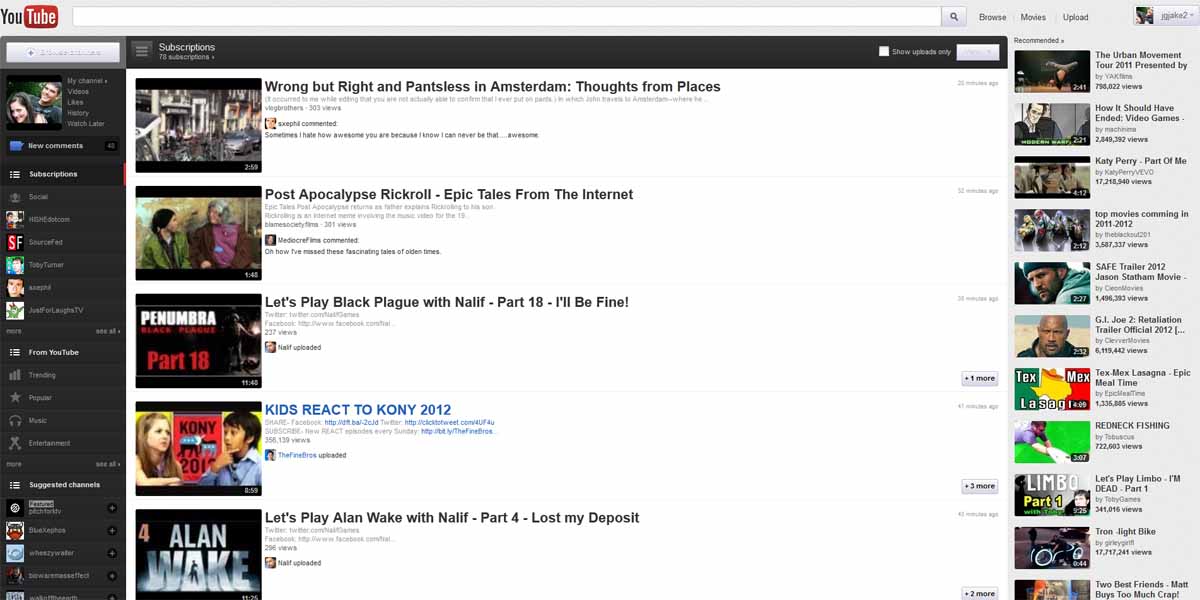 YouTube
Browse
Movies
Upload
jgjake2
Browse channels
My channel
Videos
Likes
History
Watch Later
New comments 48
Subscriptions
Social
HISHEdotcom
SourceFed
TobyTurner
sxephil
JustForLaughsTV
more see all
From YouTube
Trending
Popular
Music
Entertainment
more see all
Suggested channels
Featured
pitchforktv
BlueXephos
wheezywaiter
biowaremasseffect
walkofftheearth
Subscriptions
78 subscriptions
Show uploads only
Wrong but Right and Pantsless in Amsterdam: Thoughts from Places
20 minutes ago
(It occurred to me while editing that you are not actually able to confirm that I ever put on pants.) In which John travels to Amsterdam--where he ...
vlogbrothers - 303 views
sxephil commented:
Sometimes I hate how awesome you are because I know I can never be that.....awesome.
2:59
Post Apocalypse Rickroll - Epic Tales From The Internet
32 minutes ago
Epic Tales Post Apocalypse returns as father explains Rickrolling to his son.
Rickrolling is an Internet meme involving the music video for the 19...
blamesocietyfilms - 301 views
MediocreFilms commented:
On how I've missed these fascinating tales of olden times.
1:48
Let's Play Black Plague with Nalif - Part 18 - I'll Be Fine!
Twitter: twitter.com/NalifGames
Facebook: http://www.facebook.com/Nal...
237 views
Nalif uploaded
PENUMBRA
BLACK PLAGUE
Part 18
11:48
+ 1 more
KIDS REACT TO KONY 2012
41 minutes ago
SHARE- Facebook: http://dft.ba/-2cJd Twitter: http://clicktotweet.com/4UF4u
SUBSCRIBE- New REACT episodes every Sunday: http://bit.ly/TheFineBros...
356,139 views
TheFineBros uploaded
KONY
2012
8:59
+ 3 more
Let's Play Alan Wake with Nalif - Part 4 - Lost my Deposit
Twitter: twitter.com/NalifGames
Facebook: http://www.facebook.com/Nal...
296 views
Nalif uploaded
4 ALAN
WAKE
11:25
+ 2 more
Recommended »
The Urban Movement
Tour 2011 Presented by
by YAKfilms
798,022 views
2:41
How It Should Have
Ended: Video Games -
by machinima
2,849,392 views
MODERN WARF
2:21
Katy Perry - Part Of Me
by KatyPerryVEVO
17,218,940 views
4:12
top movies comming in
2011-2012
by theblackout201
3,587,337 views
2:12
SAFE Trailer 2012
Jason Statham Movie -
by CieonMovies
1,496,393 views
2:27
G.I. Joe 2: Retaliation
Trailer Official 2012 [...
by ClevverMovies
6,119,442 views
2:32
Tex-Mex Lasagna - Epic
Meal Time
by EpicMealTime
1,335,885 views
Tex Mex
Lasagn
4:09
REDNECK FISHING
by Tobuscus
722,603 views
3:07
Let's Play Limbo - I'M
DEAD - Part 1
by TobyGames
341,016 views
LIMBO
Part 1
with Toby
9:25
Tron -light Bike
by girleygirlfl
17,717,241 views
0:44
Two Best Friends - Matt
Buys Too Much Crap!